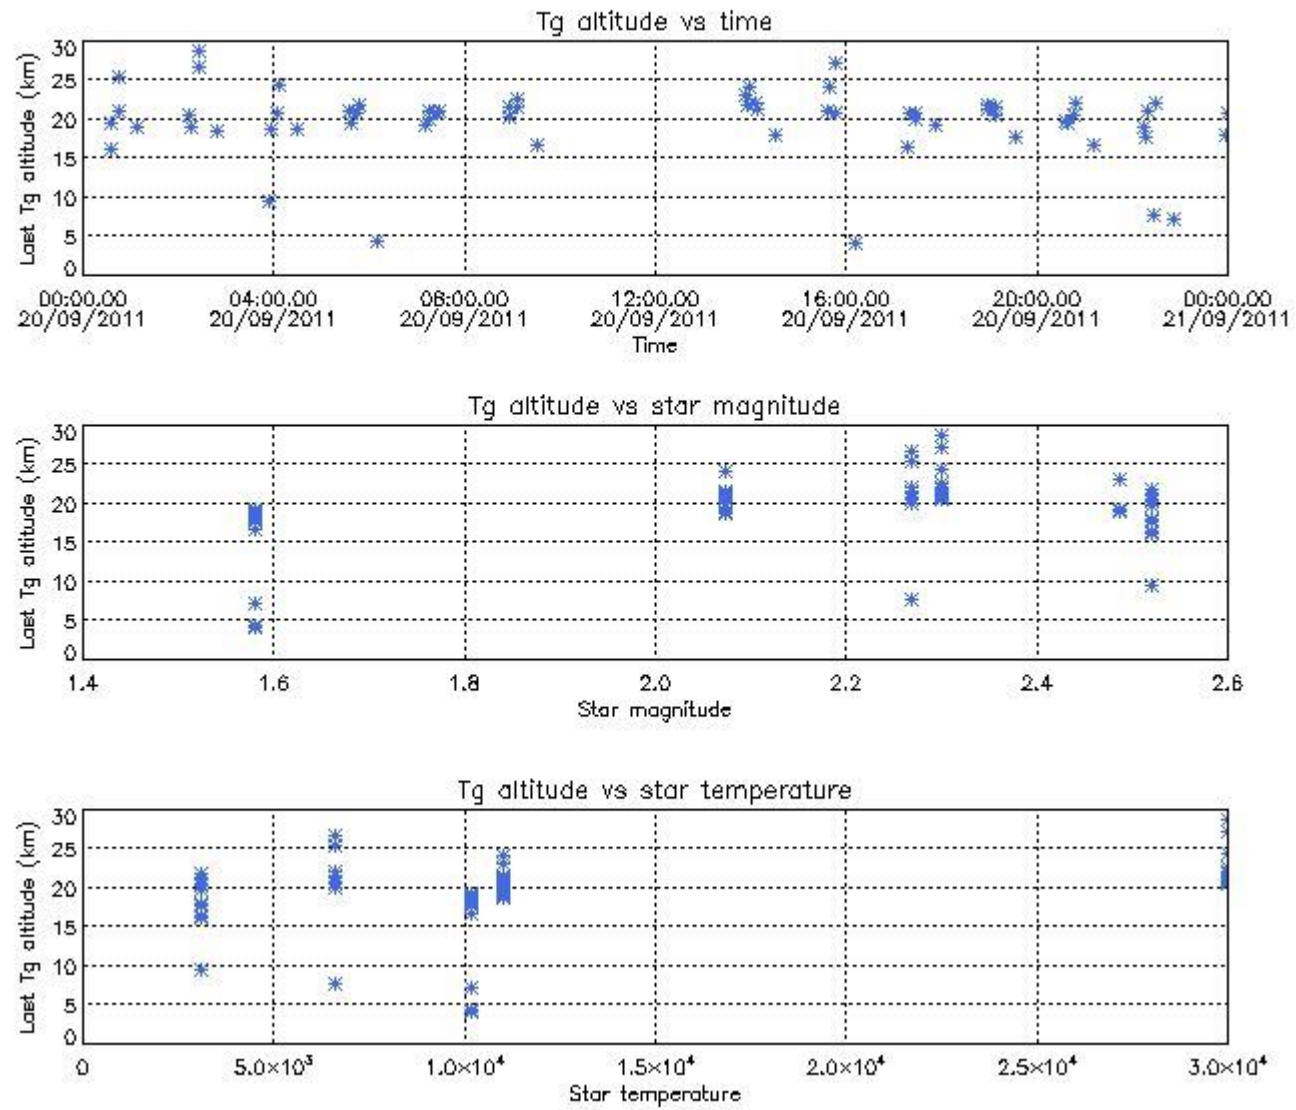 Tg altitude vs time
Last Tg altitude (km)
30
25
20
15
10
5
0
00:00.00 04:00.00 08:00.00 12:00.00 16:00.00 20:00.00 00:00.00
20/09/2011 20/09/2011 20/09/2011 20/09/2011 20/09/2011 20/09/2011 21/09/2011
Time
Tg altitude vs star magnitude
Last Tg altitude (km)
30
25
20
15
10
5
0
1.4 1.6 1.8 2.0 2.2 2.4 2.6
Star magnitude
Tg altitude vs star temperature
Last Tg altitude (km)
30
25
20
15
10
5
0
0 5.0×10³ 1.0×10⁴ 1.5×10⁴ 2.0×10⁴ 2.5×10⁴ 3.0×10⁴
Star temperature